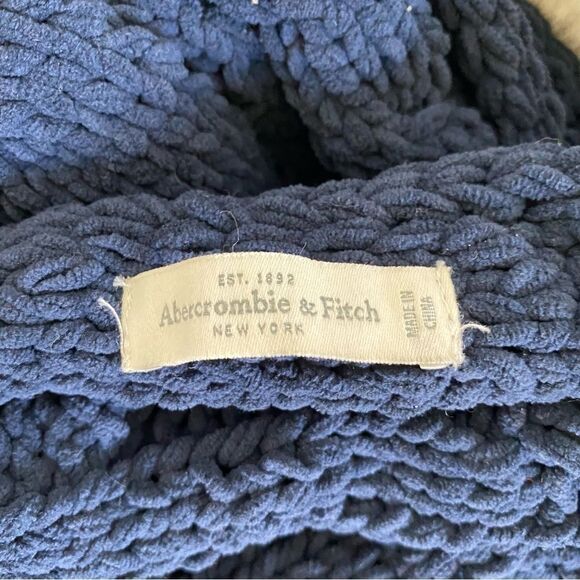 EST. 1892
Abercrombie & Fitch
NEW YORK
MADE IN
CHINA